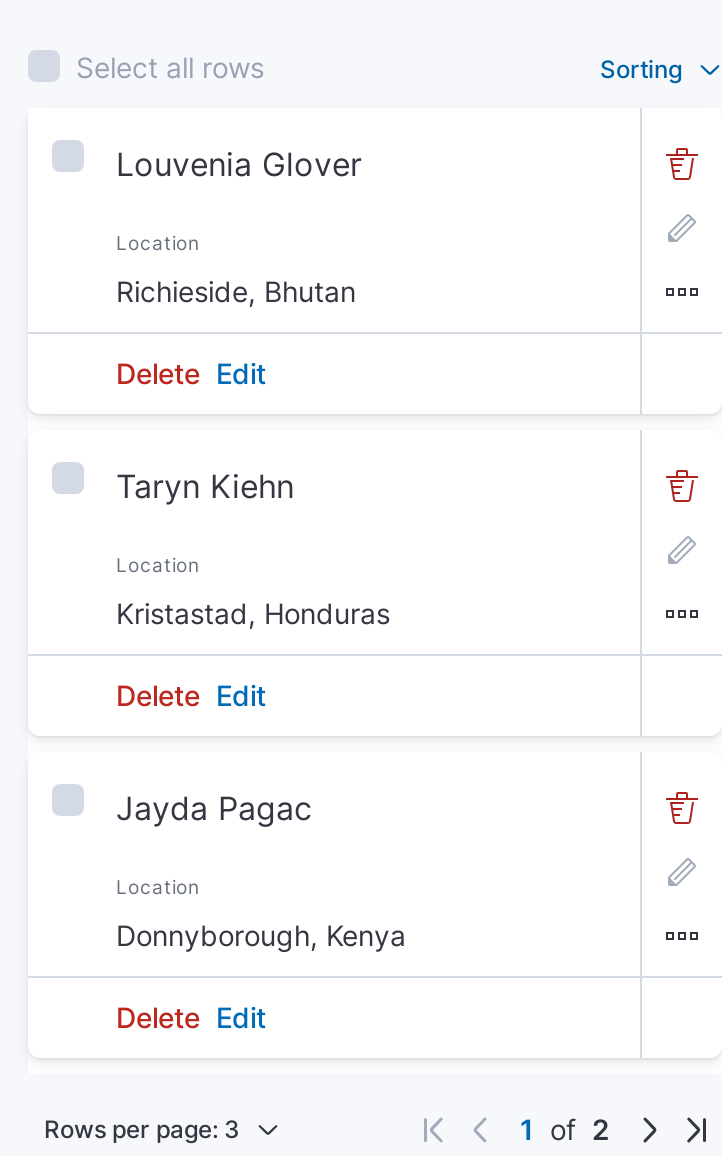 Select all rows Sorting
Louvenia Glover
Location
Richieside, Bhutan
Delete Edit
Taryn Kiehn
Location
Kristastad, Honduras
Delete Edit
Jayda Pagac
Location
Donnyborough, Kenya
Delete Edit
Rows per page: 3 1 of 2